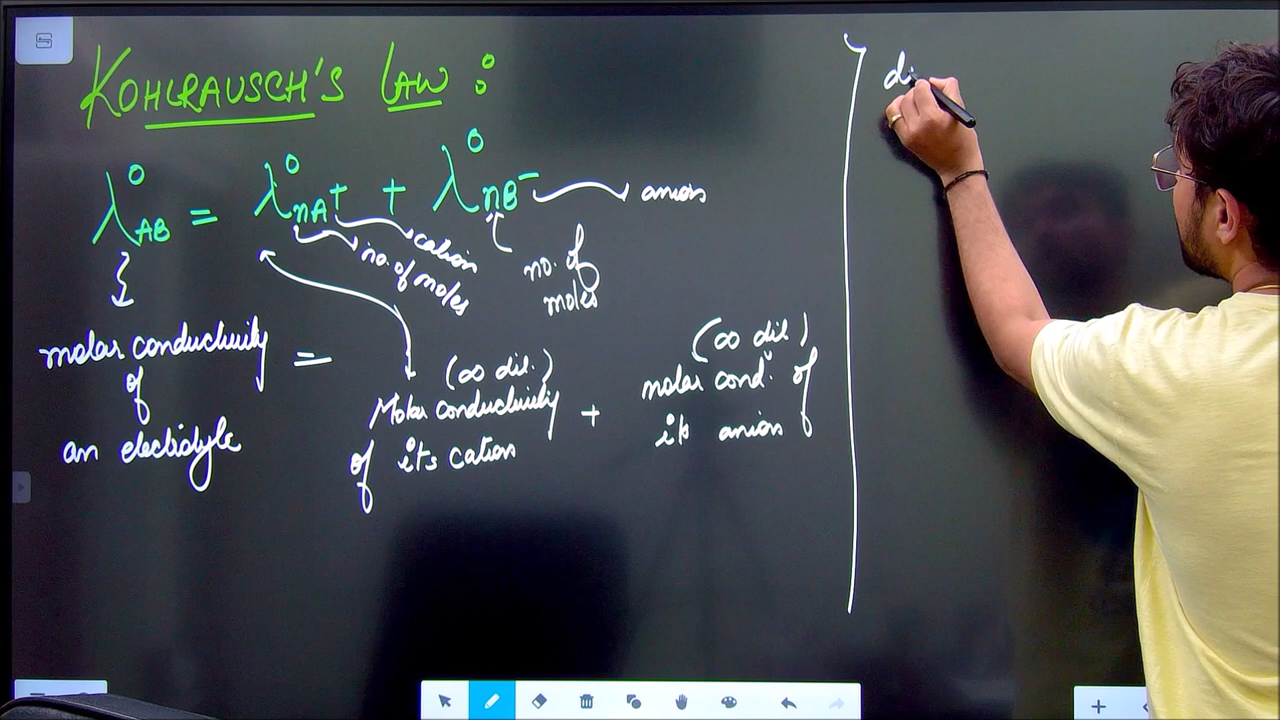 KOHLRAUSCH'S LAW :
λ°AB = λ°nA+ + λ°nB- anion
cation
no. of moles
no. of
moles
molar conductivity
of
an electrolyte
=
(∞ dil.)
Molar conductivity
of its cation
+
(∞ dil.)
molar cond. of
its anion
di